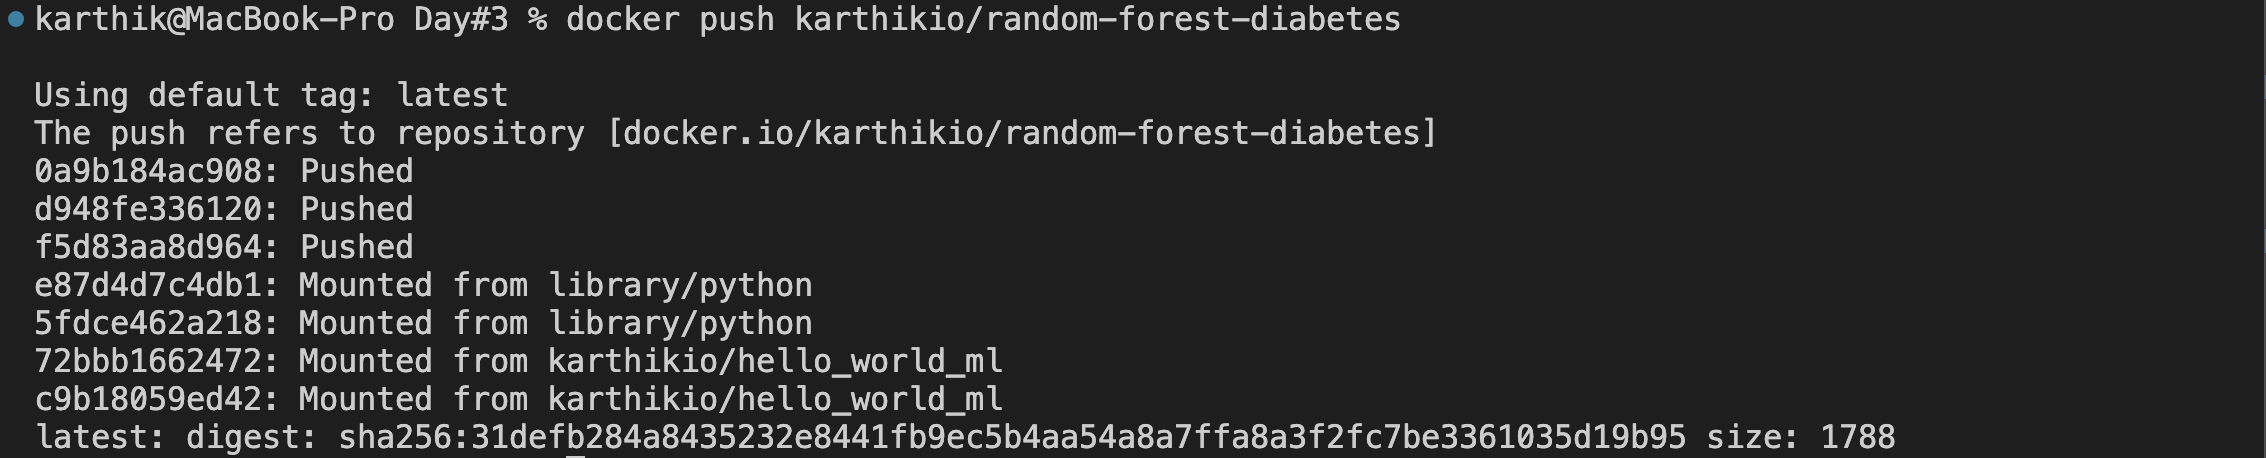 karthik@MacBook-Pro Day#3 % docker push karthikio/random-forest-diabetes
Using default tag: latest
The push refers to repository [docker.io/karthikio/random-forest-diabetes]
0a9b184ac908: Pushed
d948fe336120: Pushed
f5d83aa8d964: Pushed
e87d4d7c4db1: Mounted from library/python
5fdce462a218: Mounted from library/python
72bbb1662472: Mounted from karthikio/hello_world_ml
c9b18059ed42: Mounted from karthikio/hello_world_ml
latest: digest: sha256:31defb284a8435232e8441fb9ec5b4aa54a8a7ffa8a3f2fc7be3361035d19b95 size: 1788